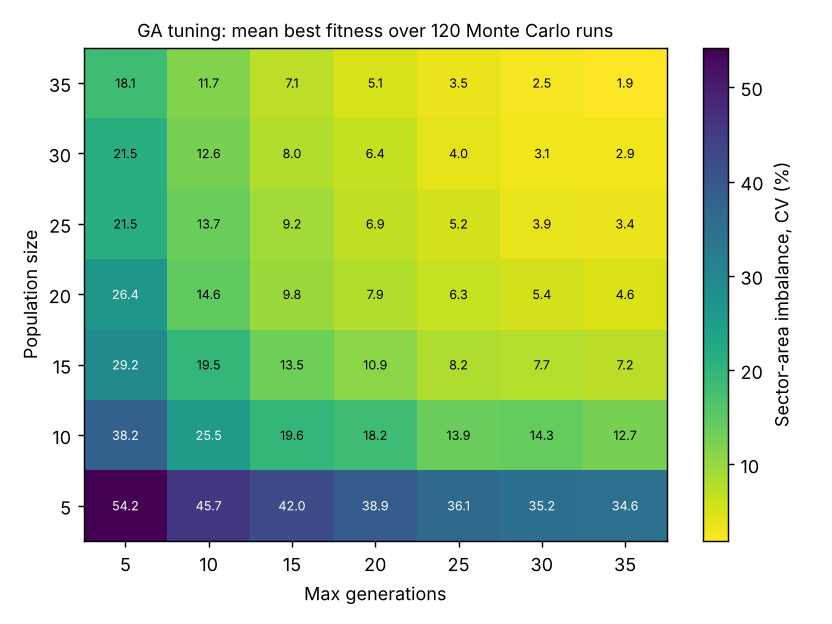 GA tuning: mean best fitness over 120 Monte Carlo runs
35 18.1 11.7 7.1 5.1 3.5 2.5 1.9
30 21.5 12.6 8.0 6.4 4.0 3.1 2.9
25 21.5 13.7 9.2 6.9 5.2 3.9 3.4
20 26.4 14.6 9.8 7.9 6.3 5.4 4.6
15 29.2 19.5 13.5 10.9 8.2 7.7 7.2
10 38.2 25.5 19.6 18.2 13.9 14.3 12.7
5 54.2 45.7 42.0 38.9 36.1 35.2 34.6
5 10 15 20 25 30 35
Max generations
Population size
50
40
30
20
10
Sector-area imbalance, CV (%)